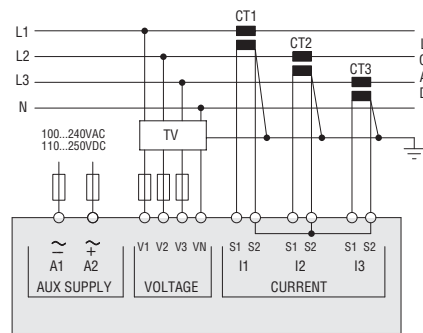 CT1
L1
CT2
L
L2
O
CT3
L3
A
D
N
100...240VAC
110...250VDC
TV
V1 V2 V3 VN S1 S2 S1 S2 S1 S2
A1 A2 I1 I2 I3
AUX SUPPLY VOLTAGE CURRENT